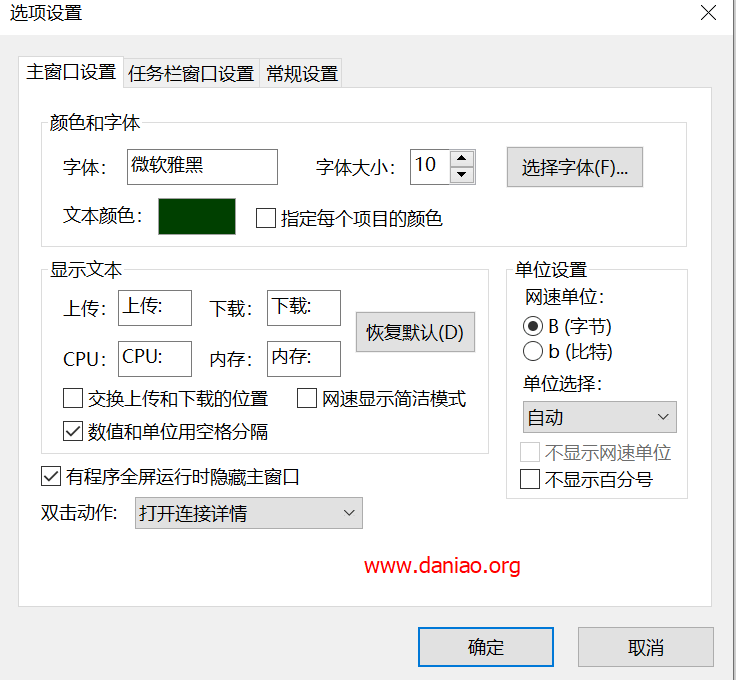 选项设置
主窗口设置 任务栏窗口设置 常规设置
颜色和字体
字体： 微软雅黑 字体大小： 10 选择字体(F)...
文本颜色： 指定每个项目的颜色
显示文本
上传： 上传: 下载： 下载:
恢复默认(D)
CPU： CPU: 内存： 内存:
交换上传和下载的位置 网速显示简洁模式
数值和单位用空格分隔
单位设置
网速单位：
B (字节)
b (比特)
单位选择：
自动
不显示网速单位
不显示百分号
有程序全屏运行时隐藏主窗口
双击动作: 打开连接详情
www.daniao.org
确定 取消